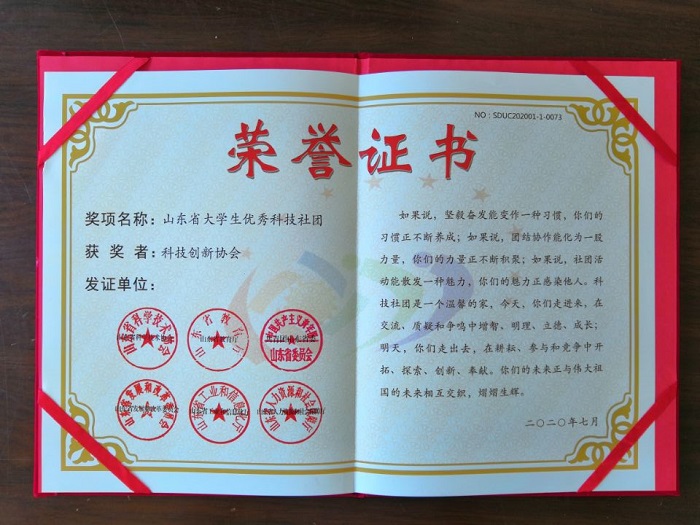 NO：SDUC202001-1-0073
荣誉证书
奖项名称：山东省大学生优秀科技社团
获 奖 者：科技创新协会
发证单位：
山东省教育厅
山东省委员会
如果说，坚毅奋发能变作一种习惯，你们的
习惯正不断养成；如果说，团结协作能化为一股
力量，你们的力量正不断积聚；如果说，社团活
动能散发一种魅力，你们的魅力正感染他人。科
技社团是一个温馨的家，今天，你们走进来，在
交流、质疑和争鸣中增智、明理、立德、成长；
明天，你们走出去，在耕耘、参与和竞争中开
拓、探索、创新、奉献。你们的未来正与伟大祖
国的未来相互交织，熠熠生辉。
二〇二〇年七月